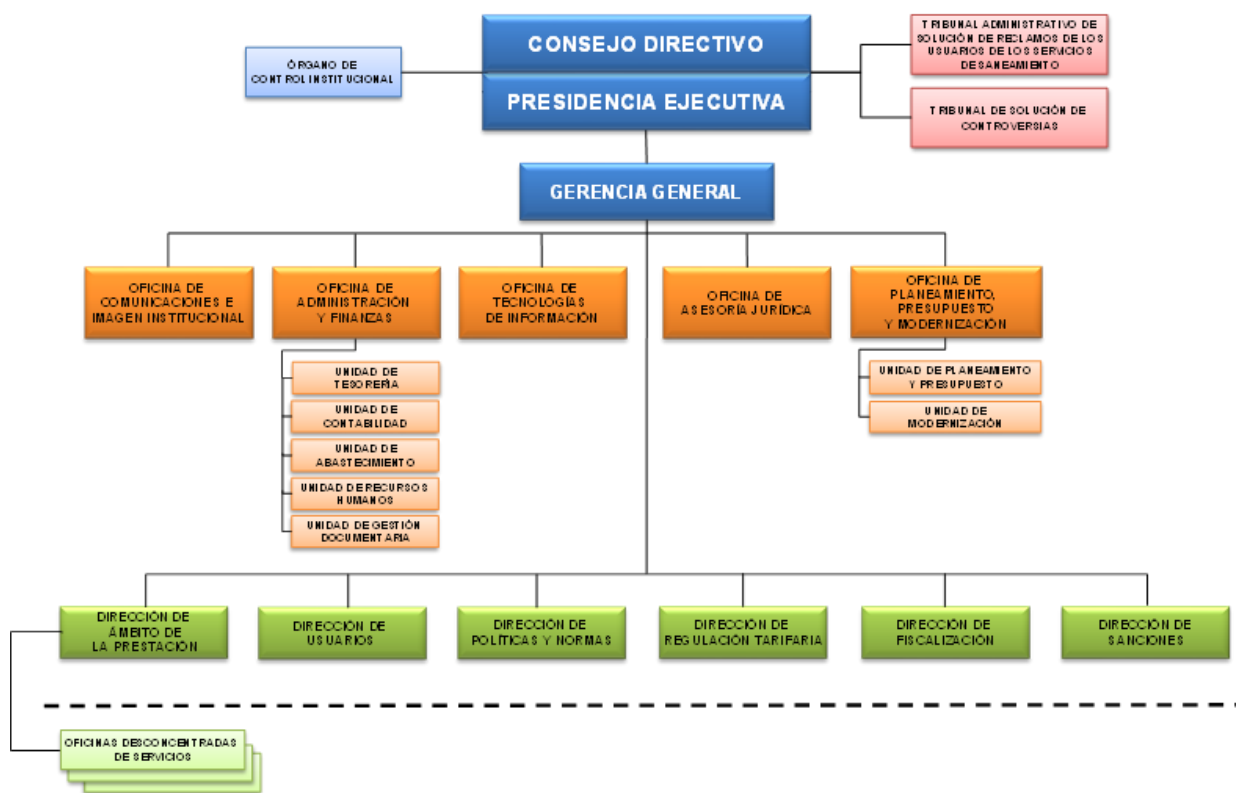 CONSEJO DIRECTIVO
PRESIDENCIA EJECUTIVA
ÓRGANO DE
CONTROL INSTITUCIONAL
TRIBUNAL ADMINISTRATIVO DE
SOLUCIÓN DE RECLAMOS DE LOS
USUARIOS DE LOS SERVICIOS
DE SANEAMIENTO
TRIBUNAL DE SOLUCIÓN DE
CONTROVERSIAS
GERENCIA GENERAL
OFICINA DE
COMUNICACIONES E
IMAGEN INSTITUCIONAL
OFICINA DE
ADMINISTRACIÓN
Y FINANZAS
OFICINA DE
TECNOLOGÍAS
DE INFORMACIÓN
OFICINA DE
ASESORÍA JURÍDICA
OFICINA DE
PLANEAMIENTO,
PRESUPUESTO
Y MODERNIZACIÓN
UNIDAD DE
TESORERÍA
UNIDAD DE
CONTABILIDAD
UNIDAD DE
ABASTECIMIENTO
UNIDAD DE RECURSOS
HUMANOS
UNIDAD DE GESTIÓN
DOCUMENTARIA
UNIDAD DE PLANEAMIENTO
Y PRESUPUESTO
UNIDAD DE
MODERNIZACIÓN
DIRECCIÓN DE
ÁMBITO DE
LA PRESTACIÓN
DIRECCIÓN DE
USUARIOS
DIRECCIÓN DE
POLÍTICAS Y NORMAS
DIRECCIÓN DE
REGULACIÓN TARIFARIA
DIRECCIÓN DE
FISCALIZACIÓN
DIRECCIÓN DE
SANCIONES
OFICINAS DESCONCENTRADAS
DE SERVICIOS